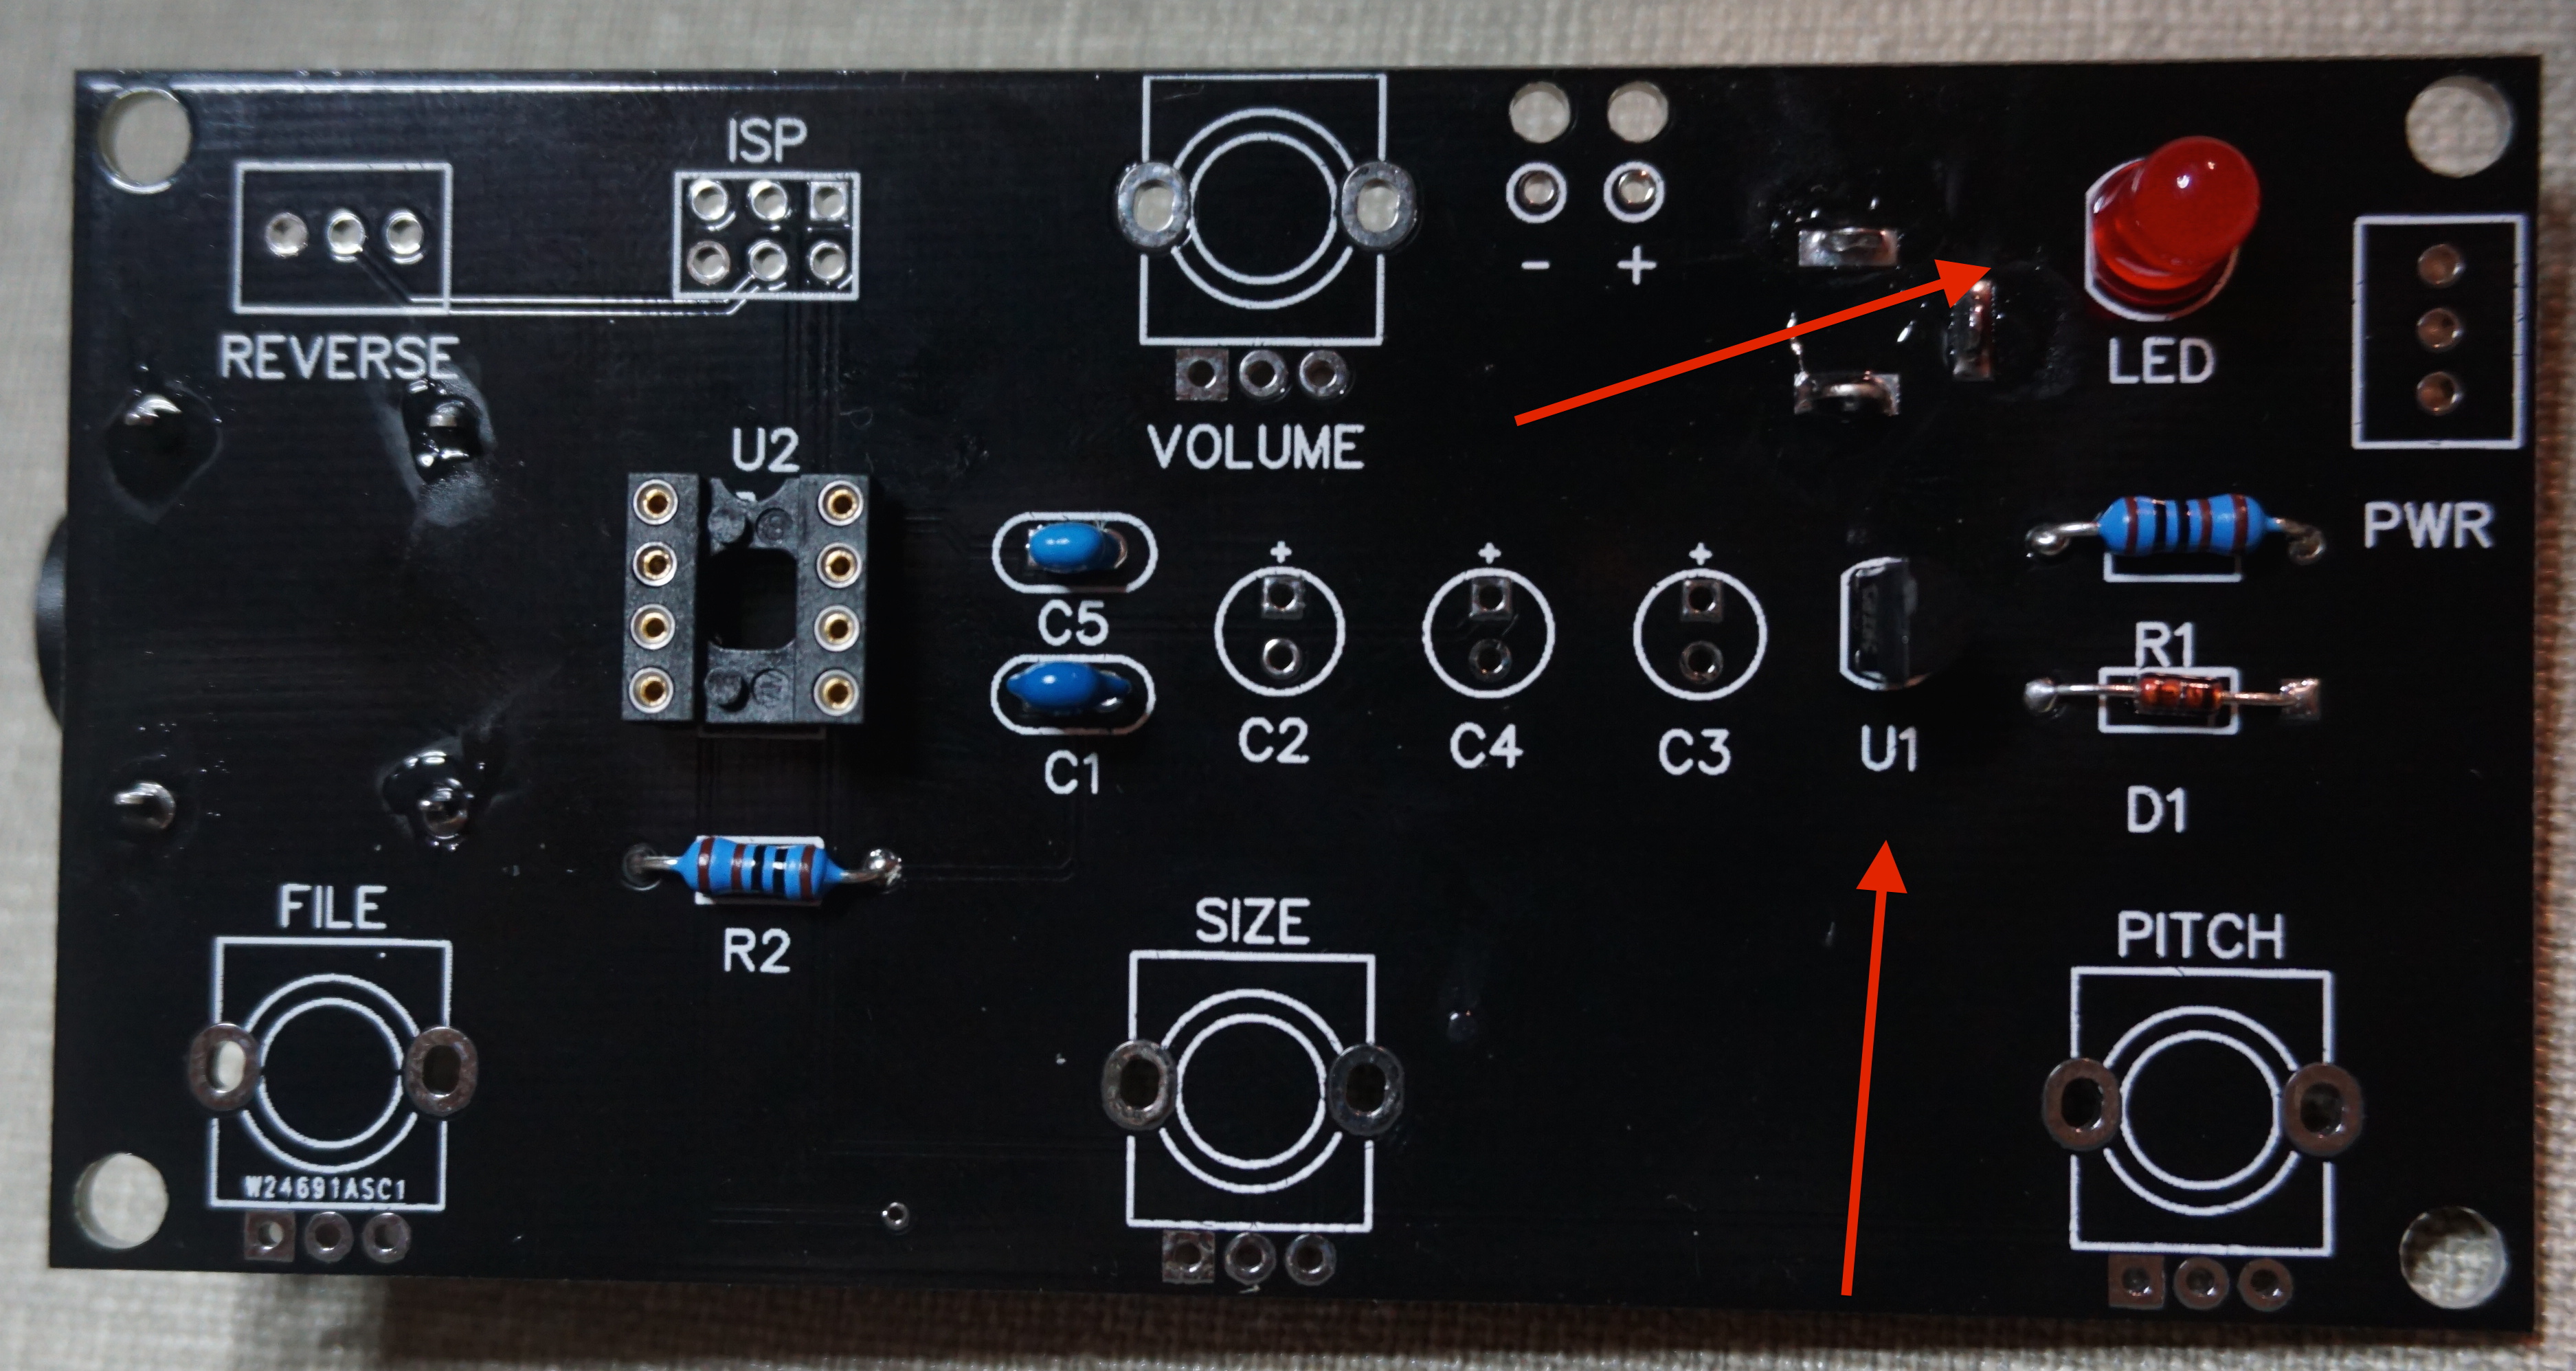 ISP
REVERSE
- +
LED
VOLUME
U2
PWR
C5
R1
C2
C4
C3
U1
C1
D1
R2
FILE
SIZE
PITCH
W24691ASC1